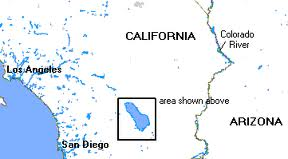 CALIFORNIA
Colorado
River
Los Angeles
area shown above
ARIZONA
San Diego